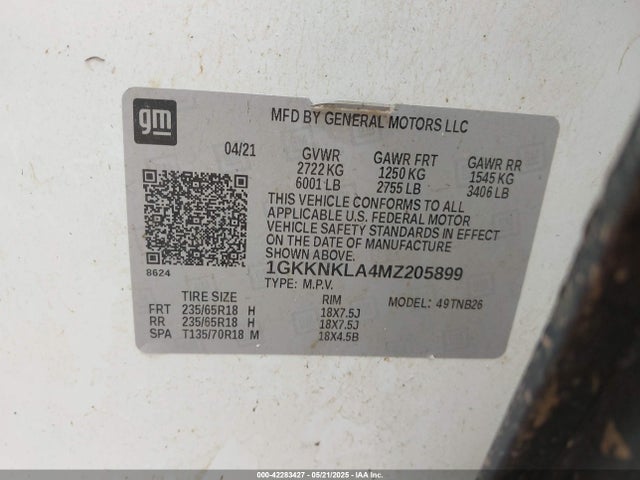 gm
MFD BY GENERAL MOTORS LLC
04/21 GVWR GAWR FRT GAWR RR
2722 KG 1250 KG 1545 KG
6001 LB 2755 LB 3406 LB
THIS VEHICLE CONFORMS TO ALL
APPLICABLE U.S. FEDERAL MOTOR
VEHICLE SAFETY STANDARDS IN EFFECT
ON THE DATE OF MANUFACTURE
SHOWN ABOVE.
8624
1GKKNKLA4MZ205899
TYPE: M.P.V. MODEL: 49TNB26
TIRE SIZE RIM
FRT 235/65R18 H 18X7.5J
RR 235/65R18 H 18X7.5J
SPA T135/70R18 M 18X4.5B
000-42283427 - 05/21/2025 - IAAI.COM